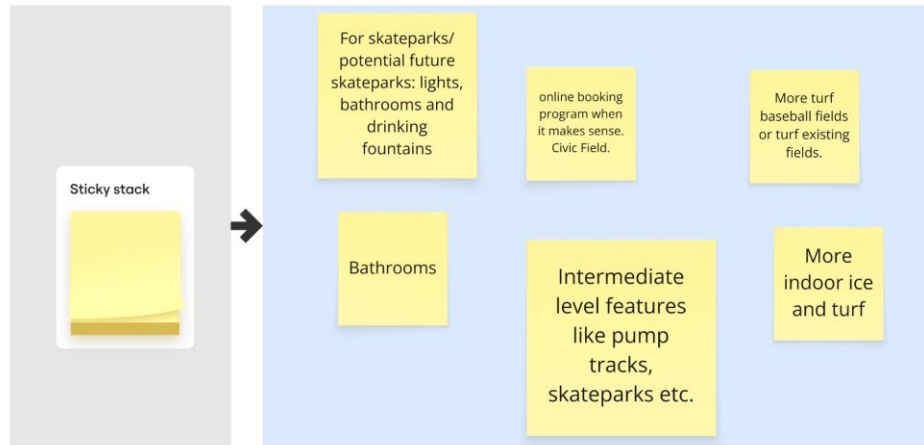 Sticky stack
For skateparks/
potential future
skateparks: lights,
bathrooms and
drinking
fountains
online booking
program when
it makes sense.
Civic Field.
More turf
baseball fields
or turf existing
fields.
Bathrooms
Intermediate
level features
like pump
tracks,
skateparks etc.
More
indoor ice
and turf